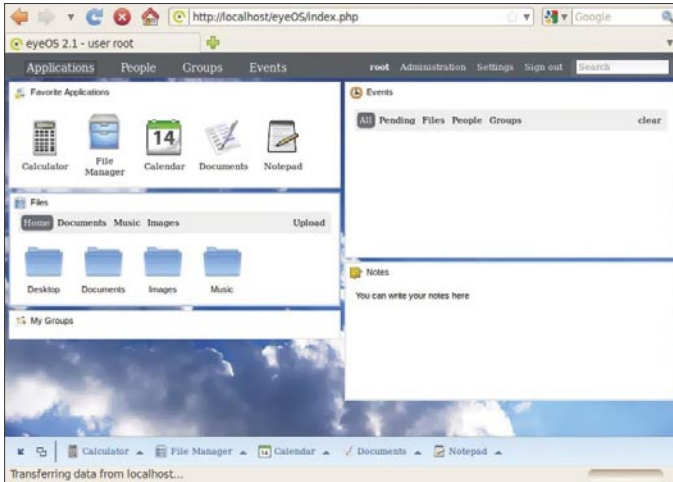 http://localhost/eyeOS/index.php
Google
eyeOS 2.1 - user root
Applications People Groups Events
root Administration Settings Sign out Search
Favorite Applications
14
Calculator File Manager Calendar Documents Notepad
Files
Home Documents Music Images Upload
Desktop Documents Images Music
My Groups
Events
All Pending Files People Groups clear
Notes
You can write your notes here
Calculator File Manager 14 Calendar Documents Notepad
Transferring data from localhost...